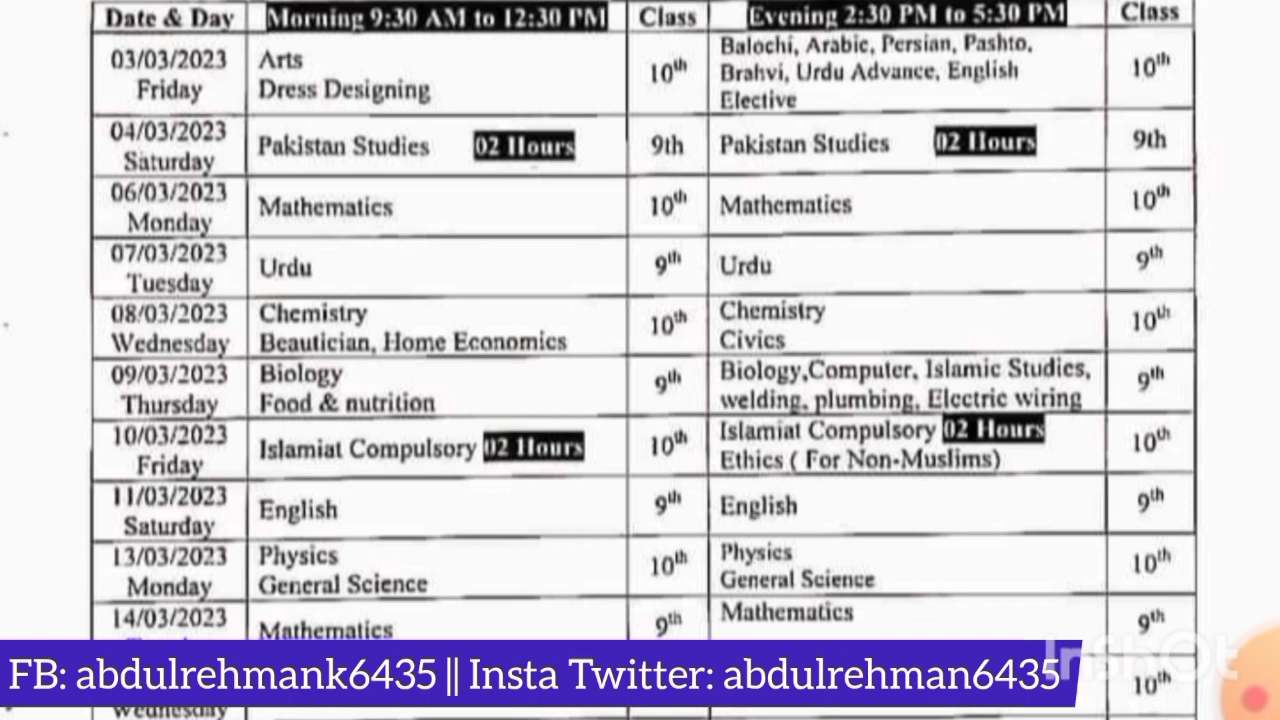 Date & Day Morning 9:30 AM to 12:30 PM Class Evening 2:30 PM to 5:30 PM Class
03/03/2023
Friday
Arts
Dress Designing
10th
Balochi, Arabic, Persian, Pashto,
Brahvi, Urdu Advance, English
Elective
10th
04/03/2023
Saturday
Pakistan Studies 02 Hours
9th
Pakistan Studies 02 Hours
9th
06/03/2023
Monday
Mathematics
10th
Mathematics
10th
07/03/2023
Tuesday
Urdu
9th
Urdu
9th
08/03/2023
Wednesday
Chemistry
Beautician, Home Economics
10th
Chemistry
Civics
10th
09/03/2023
Thursday
Biology
Food & nutrition
9th
Biology,Computer, Islamic Studies,
welding, plumbing, Electric wiring
9th
10/03/2023
Friday
Islamiat Compulsory 02 Hours
10th
Islamiat Compulsory 02 Hours
Ethics ( For Non-Muslims)
10th
11/03/2023
Saturday
English
9th
English
9th
13/03/2023
Monday
Physics
General Science
10th
Physics
General Science
10th
14/03/2023
Mathematics
9th
Mathematics
9th
FB: abdulrehmank6435 || Insta Twitter: abdulrehman6435
InShOt
10th
Wednesday